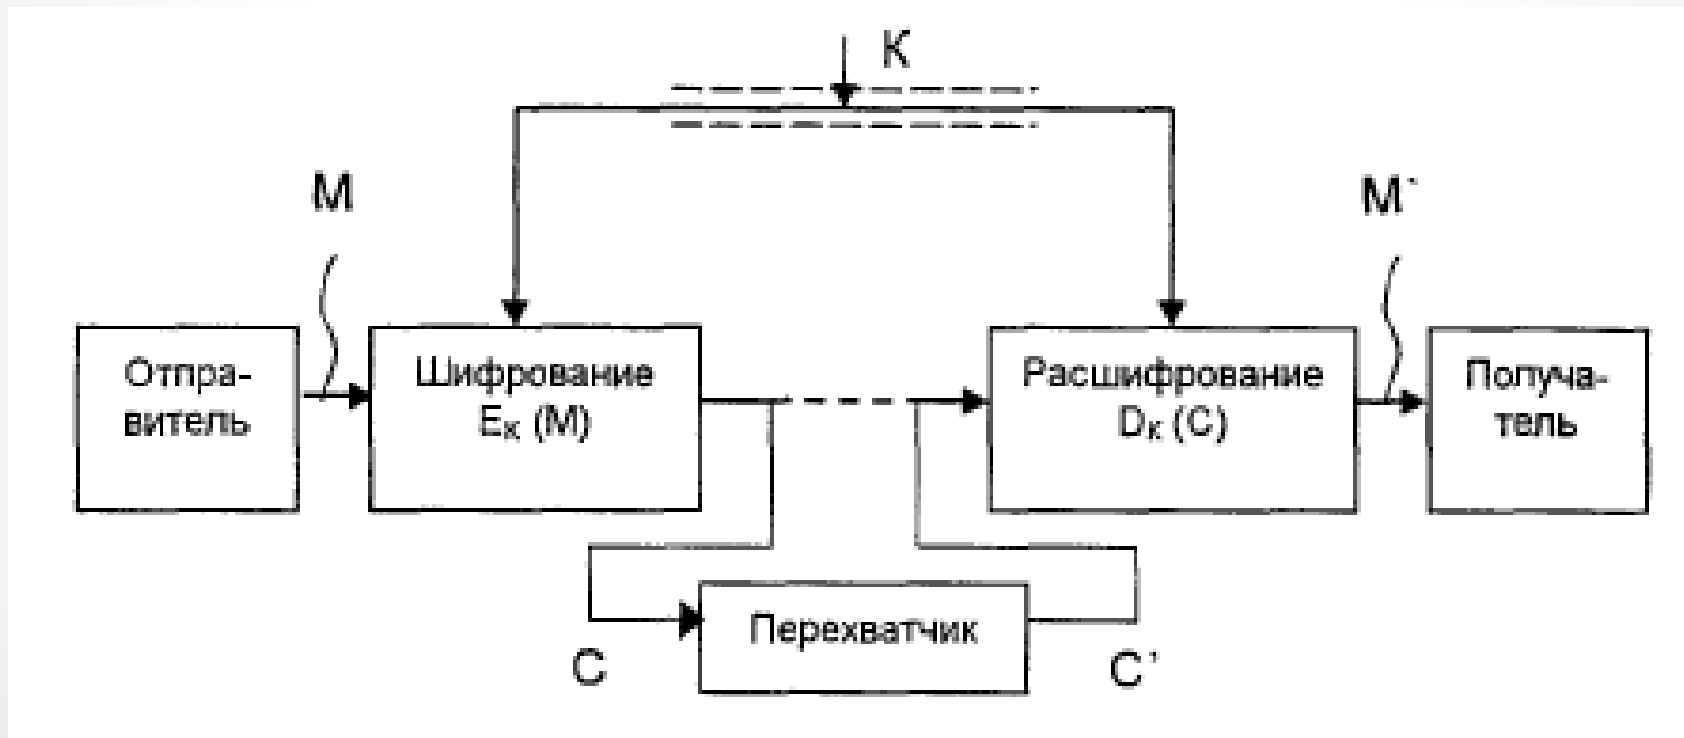 K
M
M`
Отпра-
витель
Шифрование
Eк (M)
Расшифрование
Dк (C)
Получа-
тель
Перехватчик
C
C'